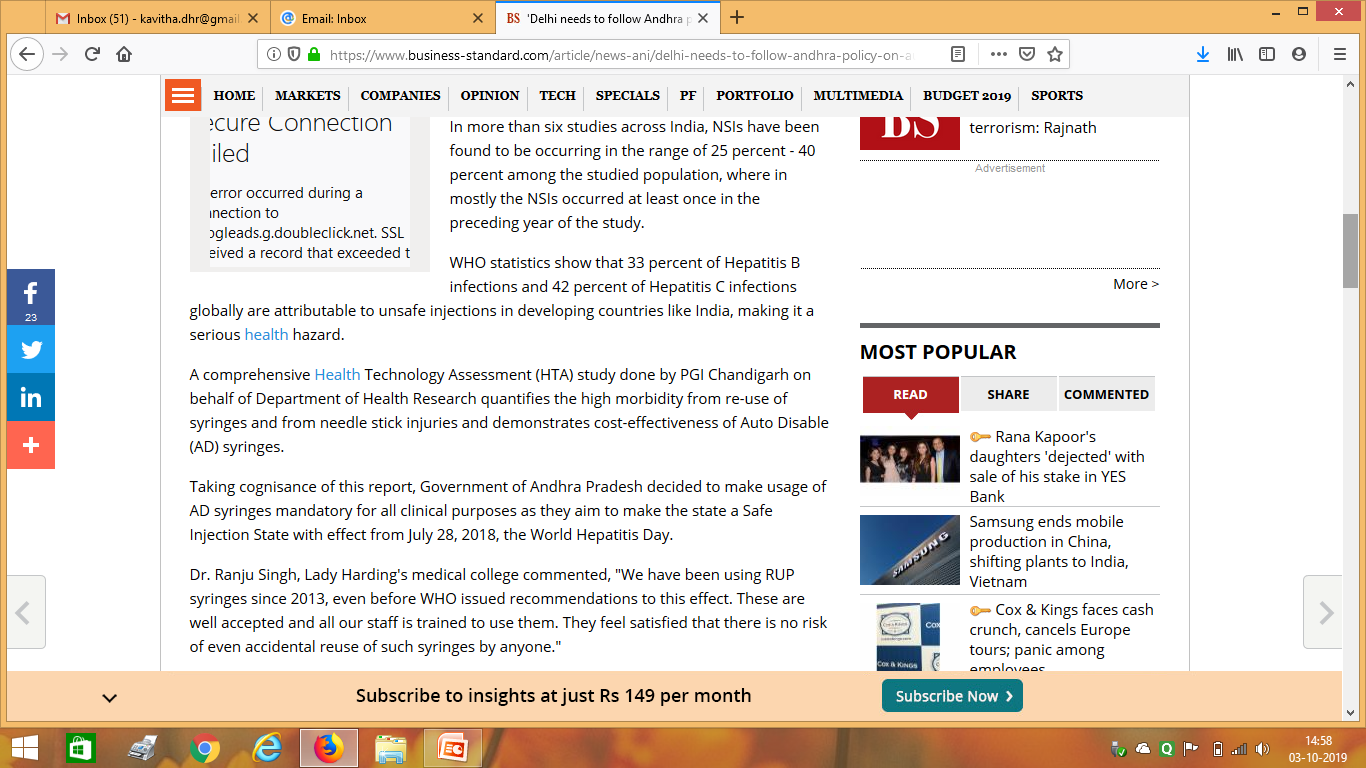 Inbox (51) - kavitha.dhr@gmail
Email: Inbox
BS 'Delhi needs to follow Andhra p
https://www.business-standard.com/article/news-ani/delhi-needs-to-follow-andhra-policy-on-a
HOME MARKETS COMPANIES OPINION TECH SPECIALS PF PORTFOLIO MULTIMEDIA BUDGET 2019 SPORTS
ecure Connection
iled
error occurred during a
nnection to
ogleads.g.doubleclick.net. SSL
ceived a record that exceeded t
In more than six studies across India, NSIs have been
found to be occurring in the range of 25 percent - 40
percent among the studied population, where in
mostly the NSIs occurred at least once in the
preceding year of the study.
WHO statistics show that 33 percent of Hepatitis B
infections and 42 percent of Hepatitis C infections
globally are attributable to unsafe injections in developing countries like India, making it a
serious health hazard.
A comprehensive Health Technology Assessment (HTA) study done by PGI Chandigarh on
behalf of Department of Health Research quantifies the high morbidity from re-use of
syringes and from needle stick injuries and demonstrates cost-effectiveness of Auto Disable
(AD) syringes.
Taking cognisance of this report, Government of Andhra Pradesh decided to make usage of
AD syringes mandatory for all clinical purposes as they aim to make the state a Safe
Injection State with effect from July 28, 2018, the World Hepatitis Day.
Dr. Ranju Singh, Lady Harding's medical college commented, "We have been using RUP
syringes since 2013, even before WHO issued recommendations to this effect. These are
well accepted and all our staff is trained to use them. They feel satisfied that there is no risk
of even accidental reuse of such syringes by anyone."
23
BS
terrorism: Rajnath
Advertisement
More >
MOST POPULAR
READ SHARE COMMENTED
Rana Kapoor's
daughters 'dejected' with
sale of his stake in YES
Bank
SAMSUNG
Samsung ends mobile
production in China,
shifting plants to India,
Vietnam
Cox & Kings faces cash
crunch, cancels Europe
tours; panic among
employees
Cox
Cox & Kings
Subscribe to insights at just Rs 149 per month
Subscribe Now
14:58
03-10-2019